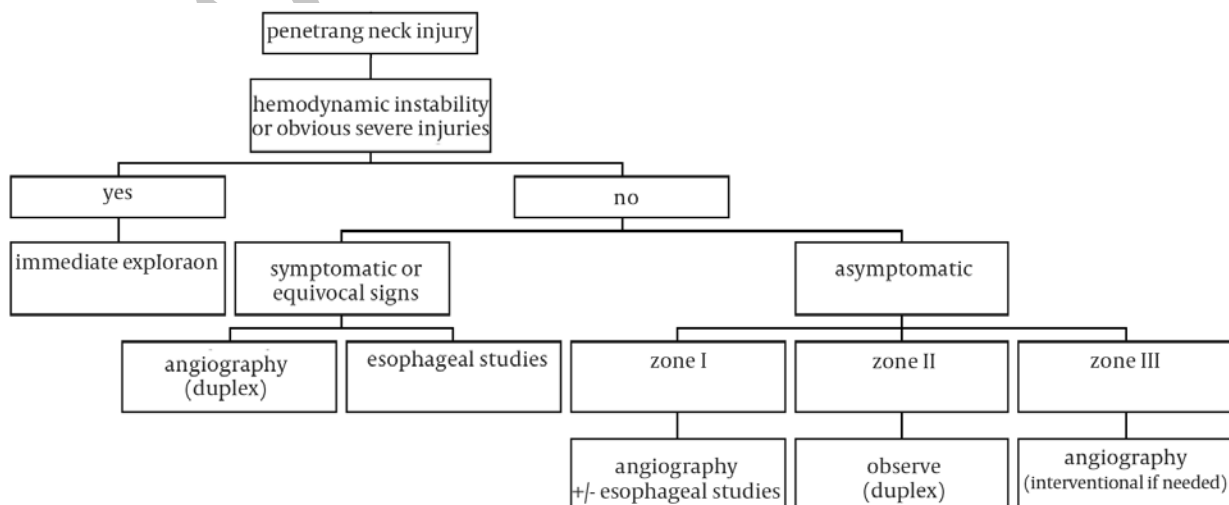 penetrang neck injury
hemodynamic instability
or obvious severe injuries
yes
no
immediate exploraon
symptomatic or
equivocal signs
asymptomatic
angiography
(duplex)
esophageal studies
zone I
zone II
zone III
angiography
+/- esophageal studies
observe
(duplex)
angiography
(interventional if needed)